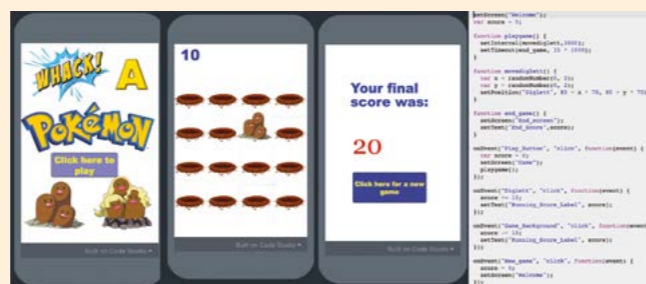 WHACK!
A
POKéMON
Click here to
play
Built on Code Studio
10
Built on Code Studio
Your final
score was:
20
Click here for a new
game
Built on Code Studio
setScreen("Welcome");
var score = 0;
function playgame() {
setInterval(movediglett,2000);
setTimeout(end_game, 15 * 1000);
}
function movediglett() {
var x = randomNumber(0, 3);
var y = randomNumber(0, 3);
}
function end_game() {
setScreen("End_screen");
setText("End_Score",score);
}
onEvent("Play_Button", "click", function(event) {
var score = 0;
setScreen("Game");
playgame();
});
onEvent("Diglett", "click", function(event) {
score += 10;
setText("Running_Score_Label", score);
});
onEvent("Game_Background", "click", function(event)
score -= 10;
setText("Running_Score_Label", score);
});
onEvent("New_game", "click", function(event) {
score = 0;
setScreen("Welcome");
});